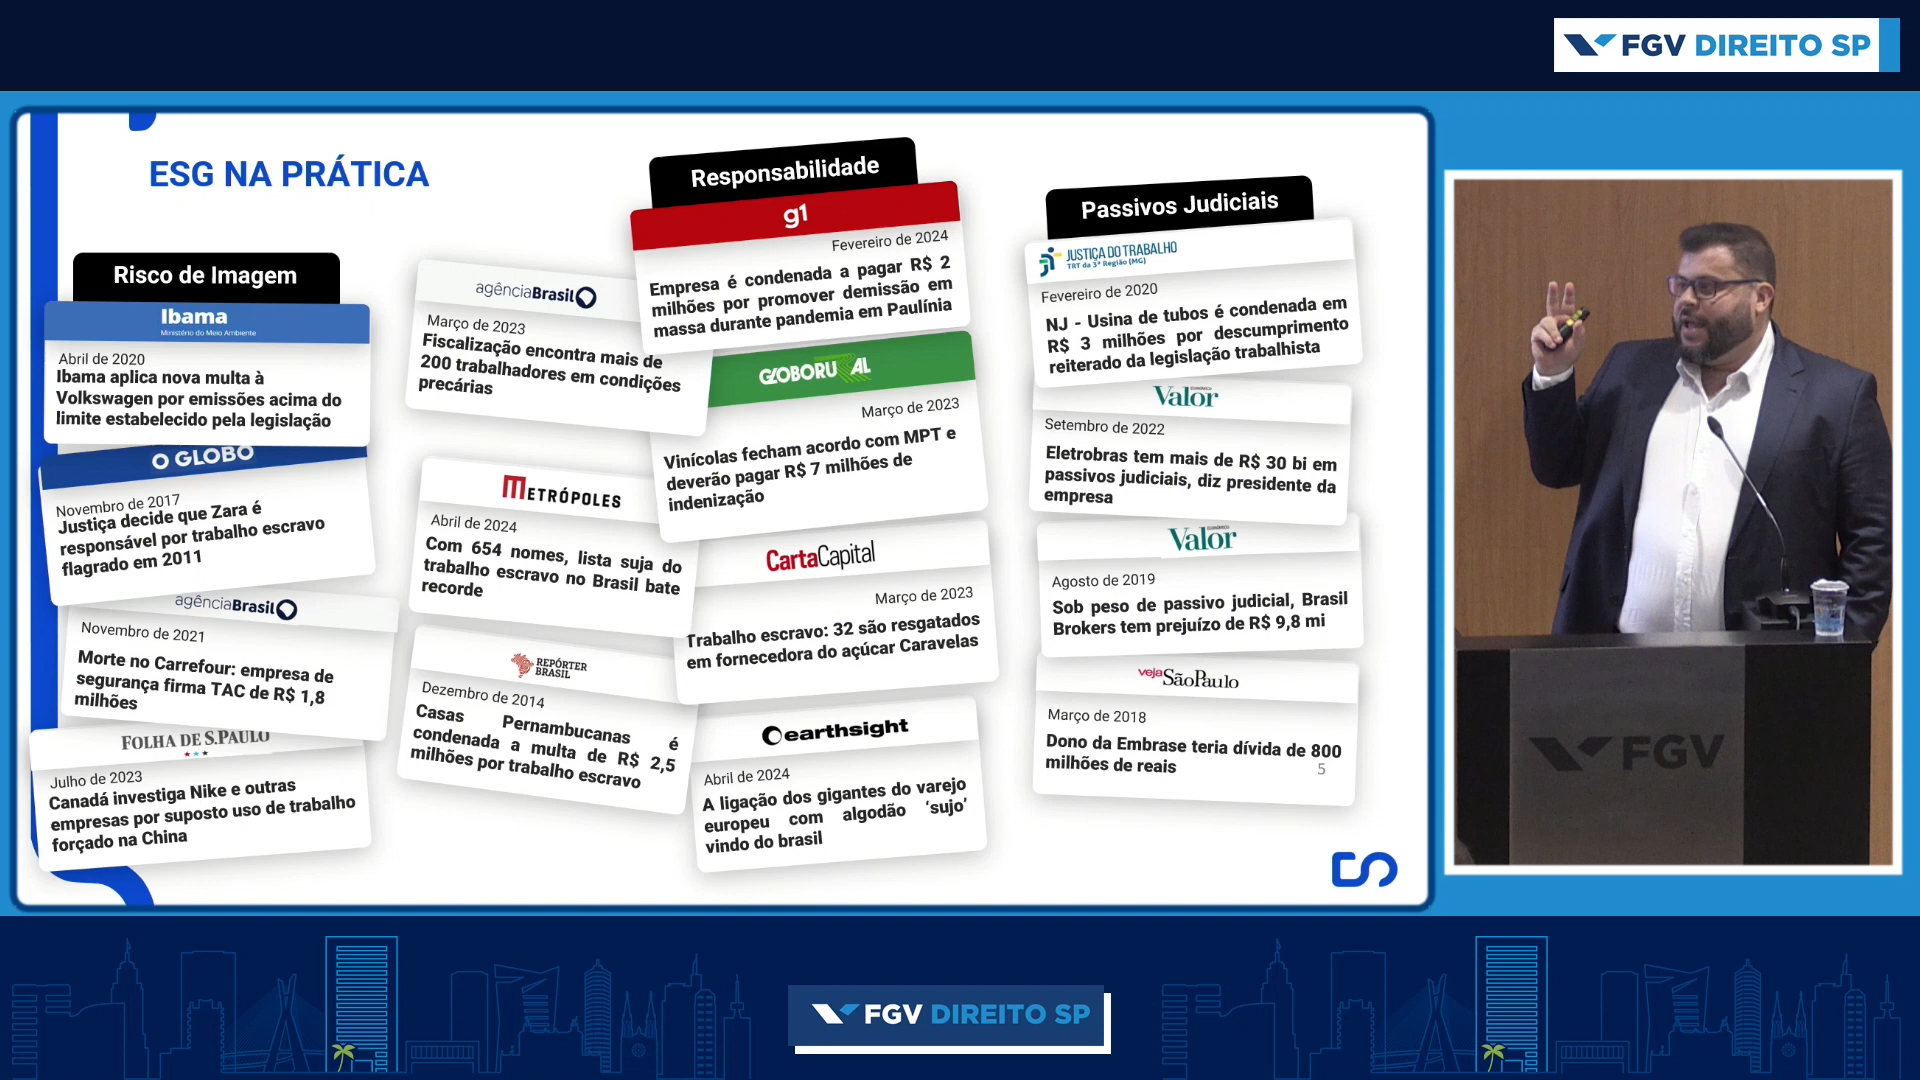 FGV DIREITO SP
ESG NA PRÁTICA
Risco de Imagem
Ibama
Ministério do Meio Ambiente
Abril de 2020
Ibama aplica nova multa à
Volkswagen por emissões acima do
limite estabelecido pela legislação
O GLOBO
Novembro de 2017
Justiça decide que Zara é
responsável por trabalho escravo
flagrado em 2011
agênciaBrasil
Novembro de 2021
Morte no Carrefour: empresa de
segurança firma TAC de R$ 1,8
milhões
FOLHA DE S.PAULO
Julho de 2023
Canadá investiga Nike e outras
empresas por suposto uso de trabalho
forçado na China
agênciaBrasil
Março de 2023
Fiscalização encontra mais de
200 trabalhadores em condições
precárias
METRÓPOLES
Abril de 2024
Com 654 nomes, lista suja do
trabalho escravo no Brasil bate
recorde
REPÓRTER
BRASIL
Dezembro de 2014
Casas Pernambucanas é
condenada a multa de R$ 2,5
milhões por trabalho escravo
Responsabilidade
g1
Fevereiro de 2024
Empresa é condenada a pagar R$ 2
milhões por promover demissão em
massa durante pandemia em Paulínia
GLOBORURAL
Março de 2023
Vinícolas fecham acordo com MPT e
deverão pagar R$ 7 milhões de
indenização
CartaCapital
Março de 2023
Trabalho escravo: 32 são resgatados
em fornecedora do açúcar Caravelas
earthsight
Abril de 2024
A ligação dos gigantes do varejo
europeu com algodão ‘sujo’
vindo do brasil
Passivos Judiciais
JUSTIÇA DO TRABALHO
TRT da 3ª Região (MG)
Fevereiro de 2020
NJ - Usina de tubos é condenada em
R$ 3 milhões por descumprimento
reiterado da legislação trabalhista
Valor ECONÔMICO
Setembro de 2022
Eletrobras tem mais de R$ 30 bi em
passivos judiciais, diz presidente da
empresa
Valor ECONÔMICO
Agosto de 2019
Sob peso de passivo judicial, Brasil
Brokers tem prejuízo de R$ 9,8 mi
veja SãoPaulo
Março de 2018
Dono da Embrase teria dívida de 800
milhões de reais
5
FGV
FGV DIREITO SP